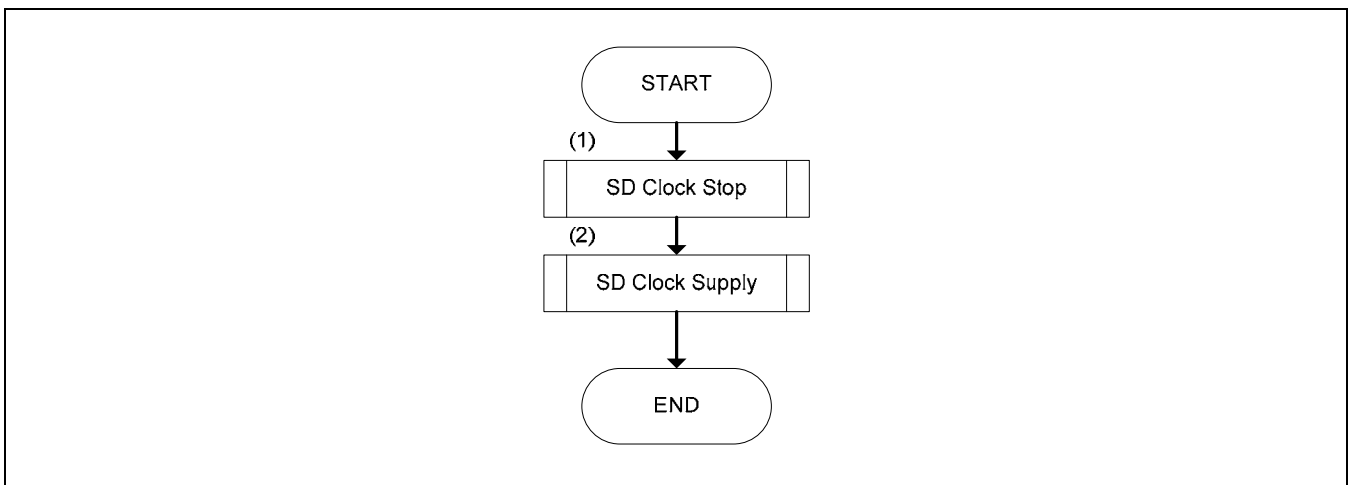 START
(1)
SD Clock Stop
(2)
SD Clock Supply
END